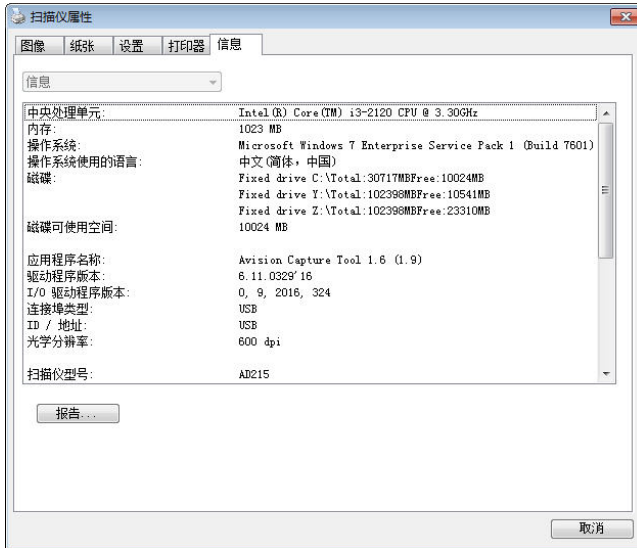 扫描仪属性
图像 纸张 设置 打印器 信息
信息
中央处理单元: Intel(R) Core(TM) i3-2120 CPU @ 3.30GHz
内存: 1023 MB
操作系统: Microsoft Windows 7 Enterprise Service Pack 1 (Build 7601)
操作系统使用的语言: 中文(简体，中国)
磁碟: Fixed drive C:\Total:30717MBFree:10024MB
Fixed drive Y:\Total:102398MBFree:10541MB
Fixed drive Z:\Total:102398MBFree:23310MB
磁碟可使用空间: 10024 MB
应用程序名称: Avision Capture Tool 1.6 (1.9)
驱动程序版本: 6.11.0329'16
I/O 驱动程序版本: 0, 9, 2016, 324
连接埠类型: USB
ID / 地址: USB
光学分辨率: 600 dpi
扫描仪型号: AD215
报告...
取消